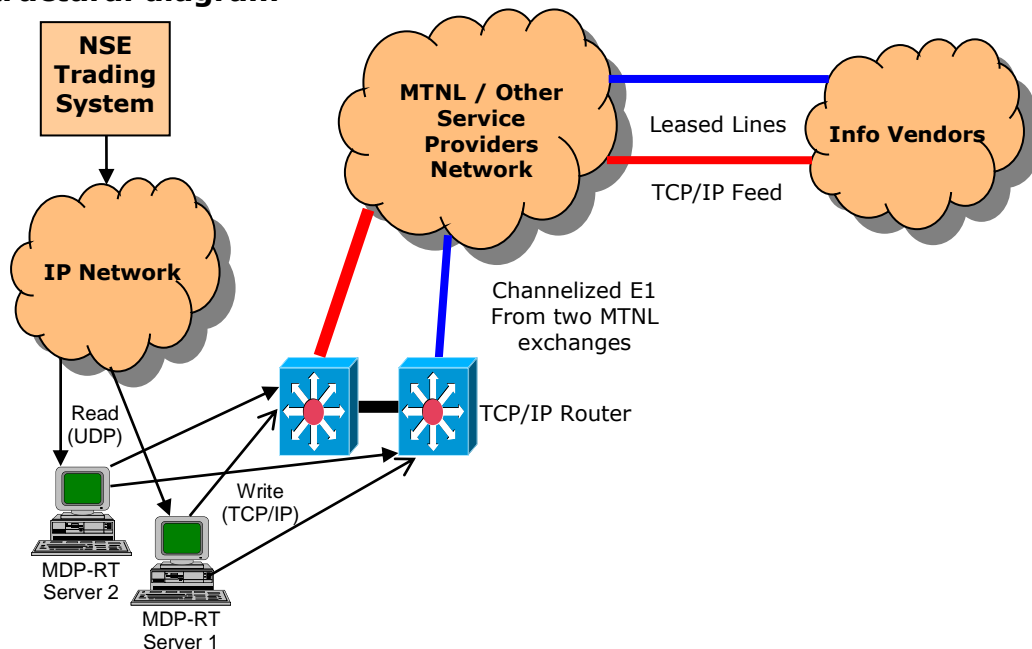 NSE
Trading
System
MTNL / Other
Service
Providers
Network
Leased Lines
Info Vendors
TCP/IP Feed
IP Network
Channelized E1
From two MTNL
exchanges
TCP/IP Router
Read
(UDP)
Write
(TCP/IP)
MDP-RT
Server 2
MDP-RT
Server 1